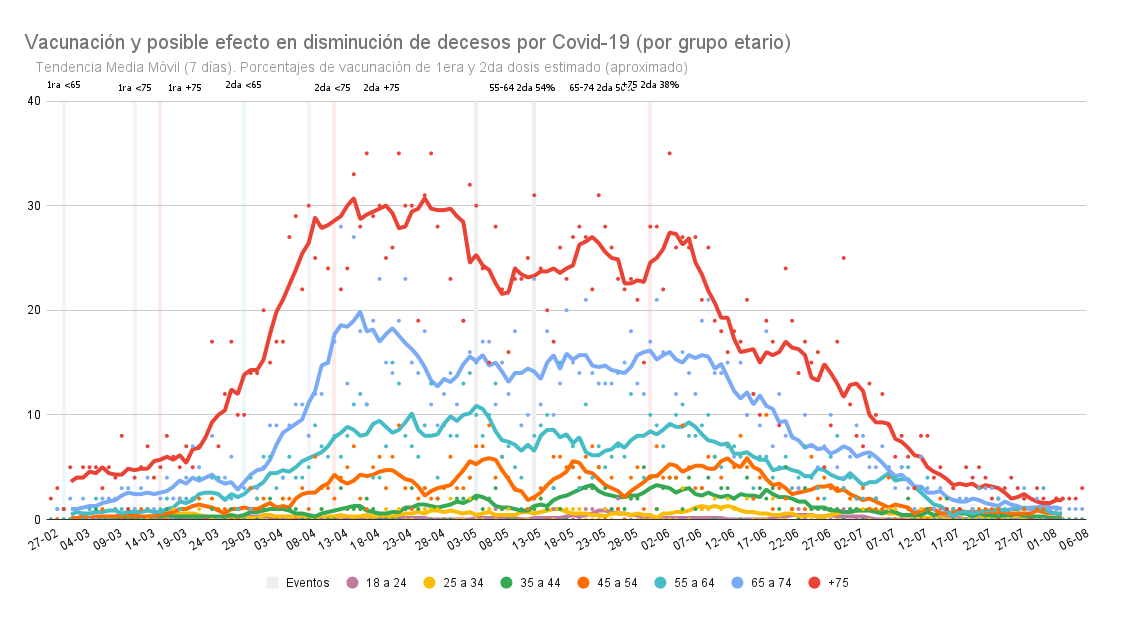 Vacunación y posible efecto en disminución de decesos por Covid-19 (por grupo etario)
Tendencia Media Móvil (7 días). Porcentajes de vacunación de 1era y 2da dosis estimado (aproximado)
1ra <65
1ra <75
1ra +75
2da <65
2da <75
2da +75
55-64 2da 54%
65-74 2da
+75 2da 38%
40
30
20
10
0
27-02
04-03
09-03
14-03
19-03
24-03
29-03
03-04
08-04
13-04
18-04
23-04
28-04
03-05
08-05
13-05
18-05
23-05
28-05
02-06
07-06
12-06
17-06
22-06
27-06
02-07
07-07
12-07
17-07
22-07
27-07
01-08
06-08
Eventos
18 a 24
25 a 34
35 a 44
45 a 54
55 a 64
65 a 74
+75